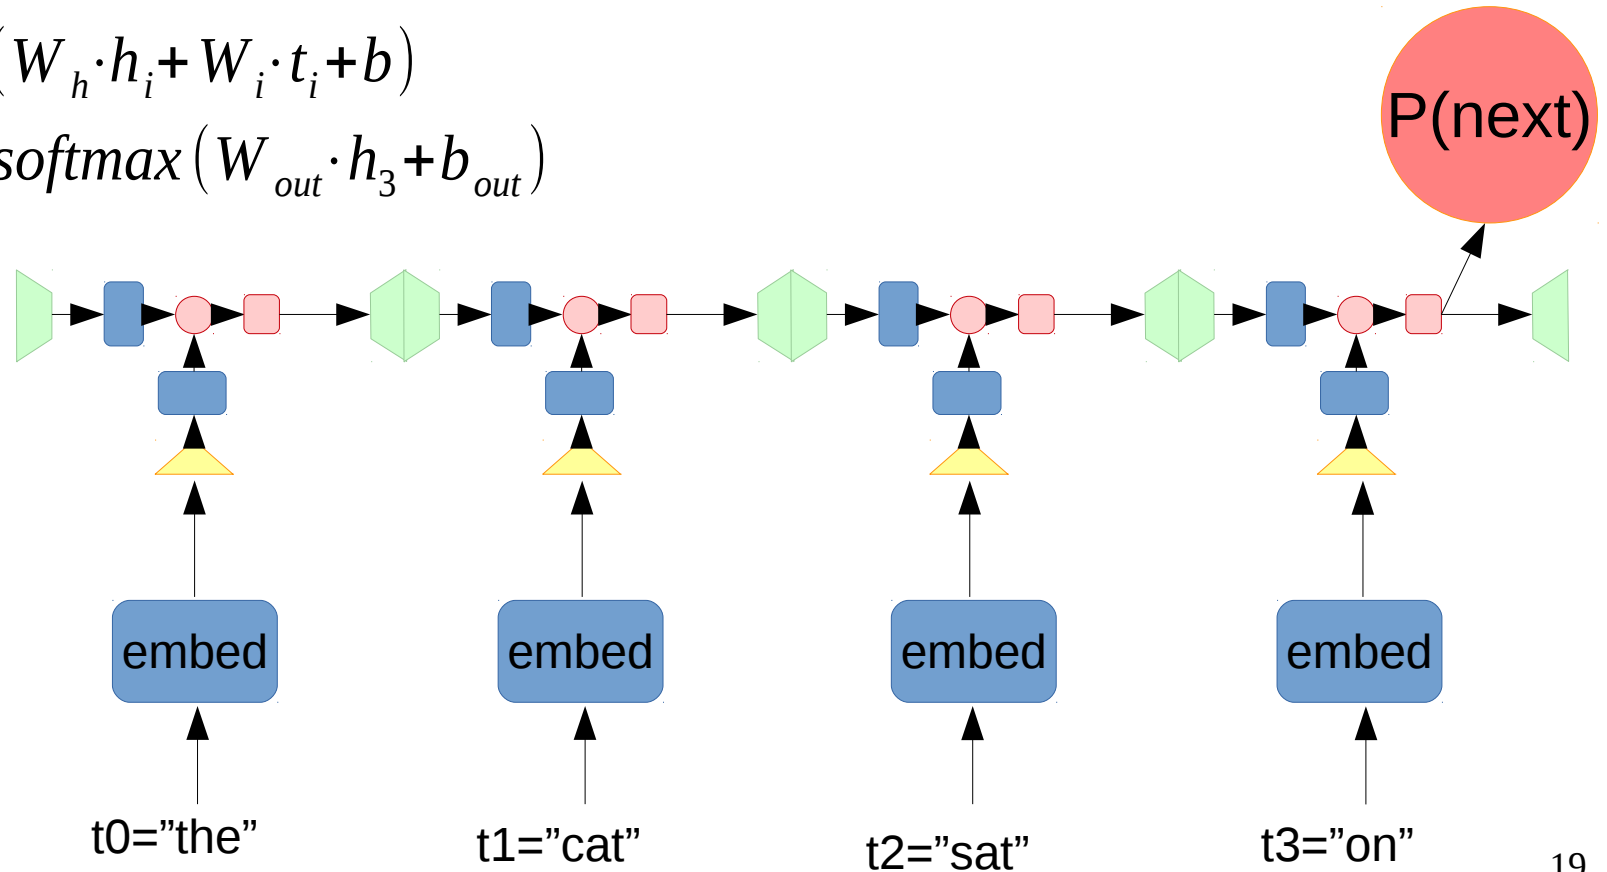 (W_h·h_i+W_i·t_i+b)
softmax(W_out·h_3+b_out)
P(next)
embed embed embed embed
t0=”the” t1=”cat” t2=”sat” t3=”on”
19